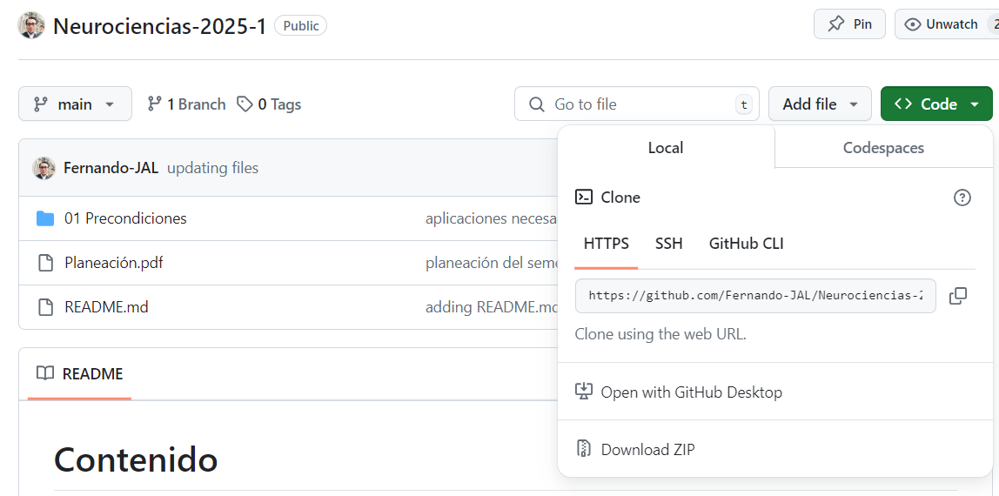 Neurociencias-2025-1 Public Pin Unwatch
main 1 Branch 0 Tags Go to file t Add file Code
Local Codespaces
Fernando-JAL updating files
Clone
01 Precondiciones aplicaciones necesa
HTTPS SSH GitHub CLI
Planeación.pdf planeación del seme
https://github.com/Fernando-JAL/Neurociencias-2
README.md adding README.md
Clone using the web URL.
README
Open with GitHub Desktop
Download ZIP
Contenido